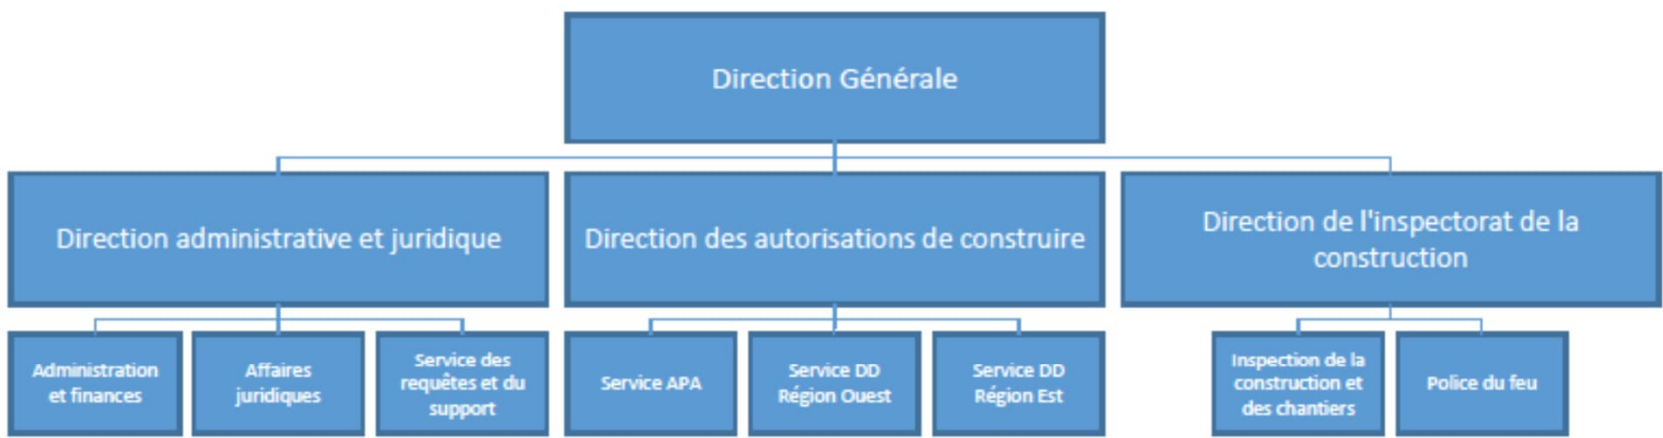 Direction Générale
Direction administrative et juridique
Direction des autorisations de construire
Direction de l'inspectorat de la
construction
Administration
et finances
Affaires
juridiques
Service des
requêtes et du
support
Service APA
Service DD
Région Ouest
Service DD
Région Est
Inspection de la
construction et
des chantiers
Police du feu